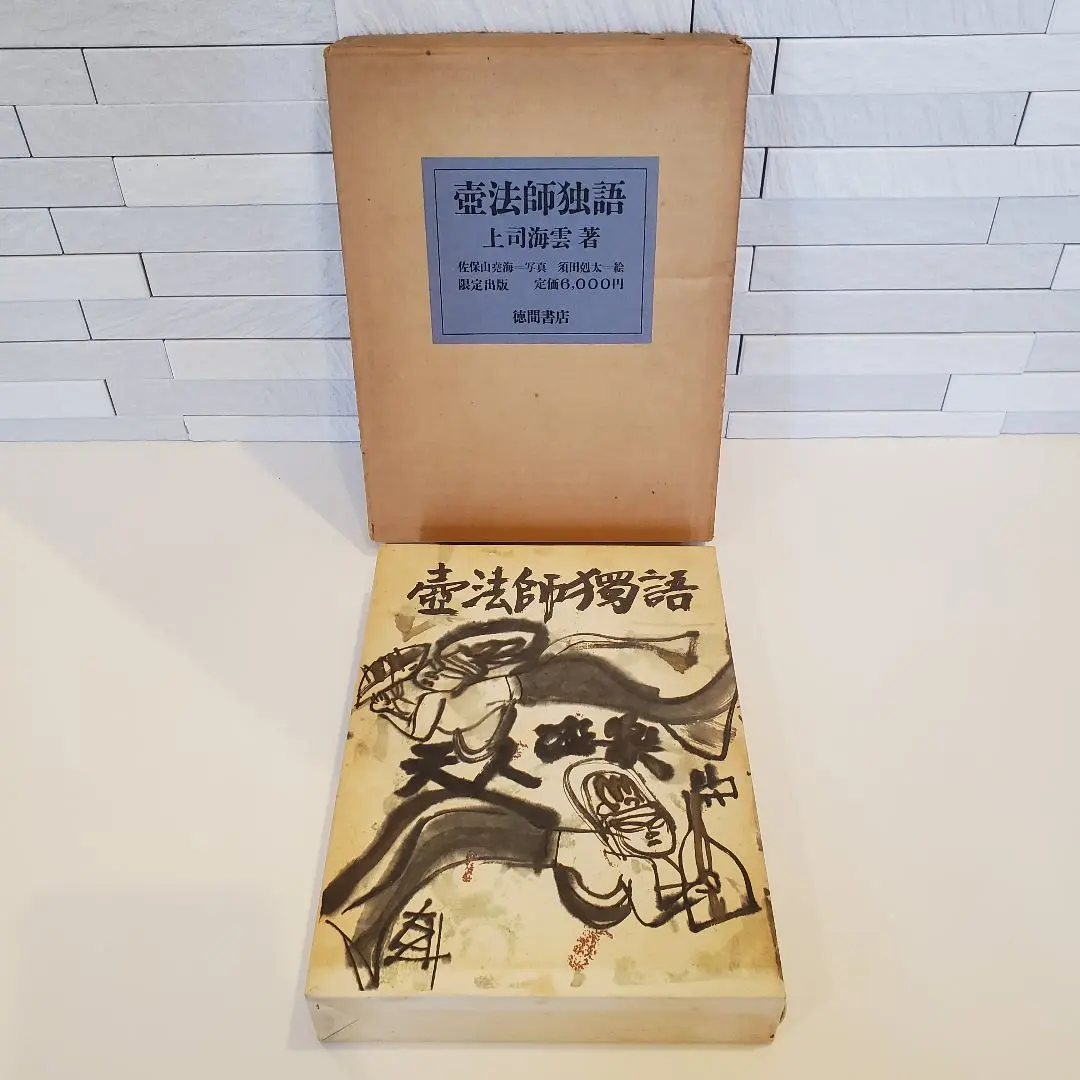 壺法師独語
上司海雲 著
佐保山堯海=写真 須田剋太=絵
限定出版 定価6,000円
徳間書店
壺法師獨語
天人